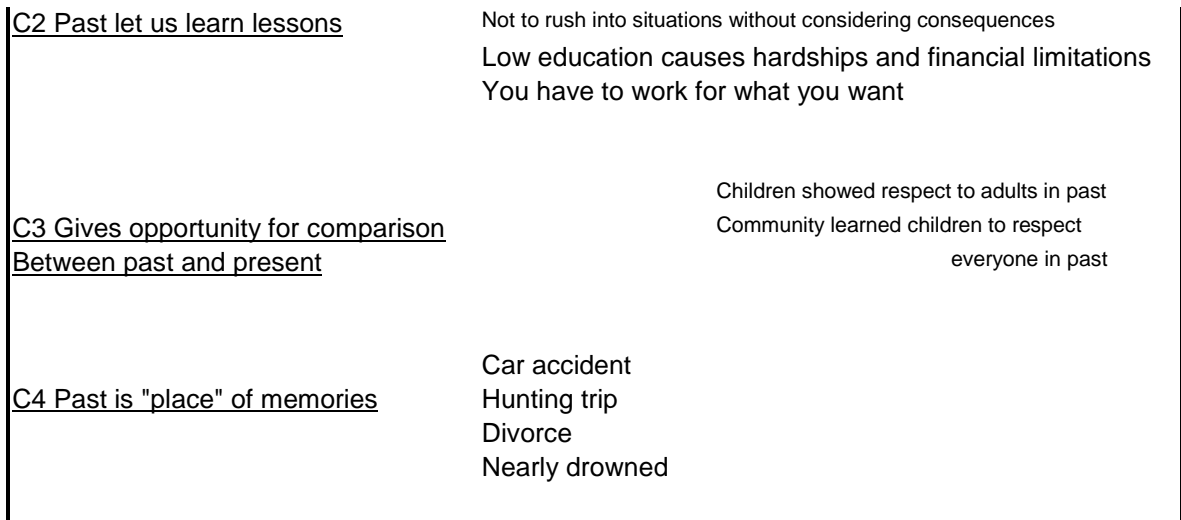 C2 Past let us learn lessons
Not to rush into situations without considering consequences
Low education causes hardships and financial limitations
You have to work for what you want
C3 Gives opportunity for comparison
Between past and present
Children showed respect to adults in past
Community learned children to respect
everyone in past
C4 Past is "place" of memories
Car accident
Hunting trip
Divorce
Nearly drowned